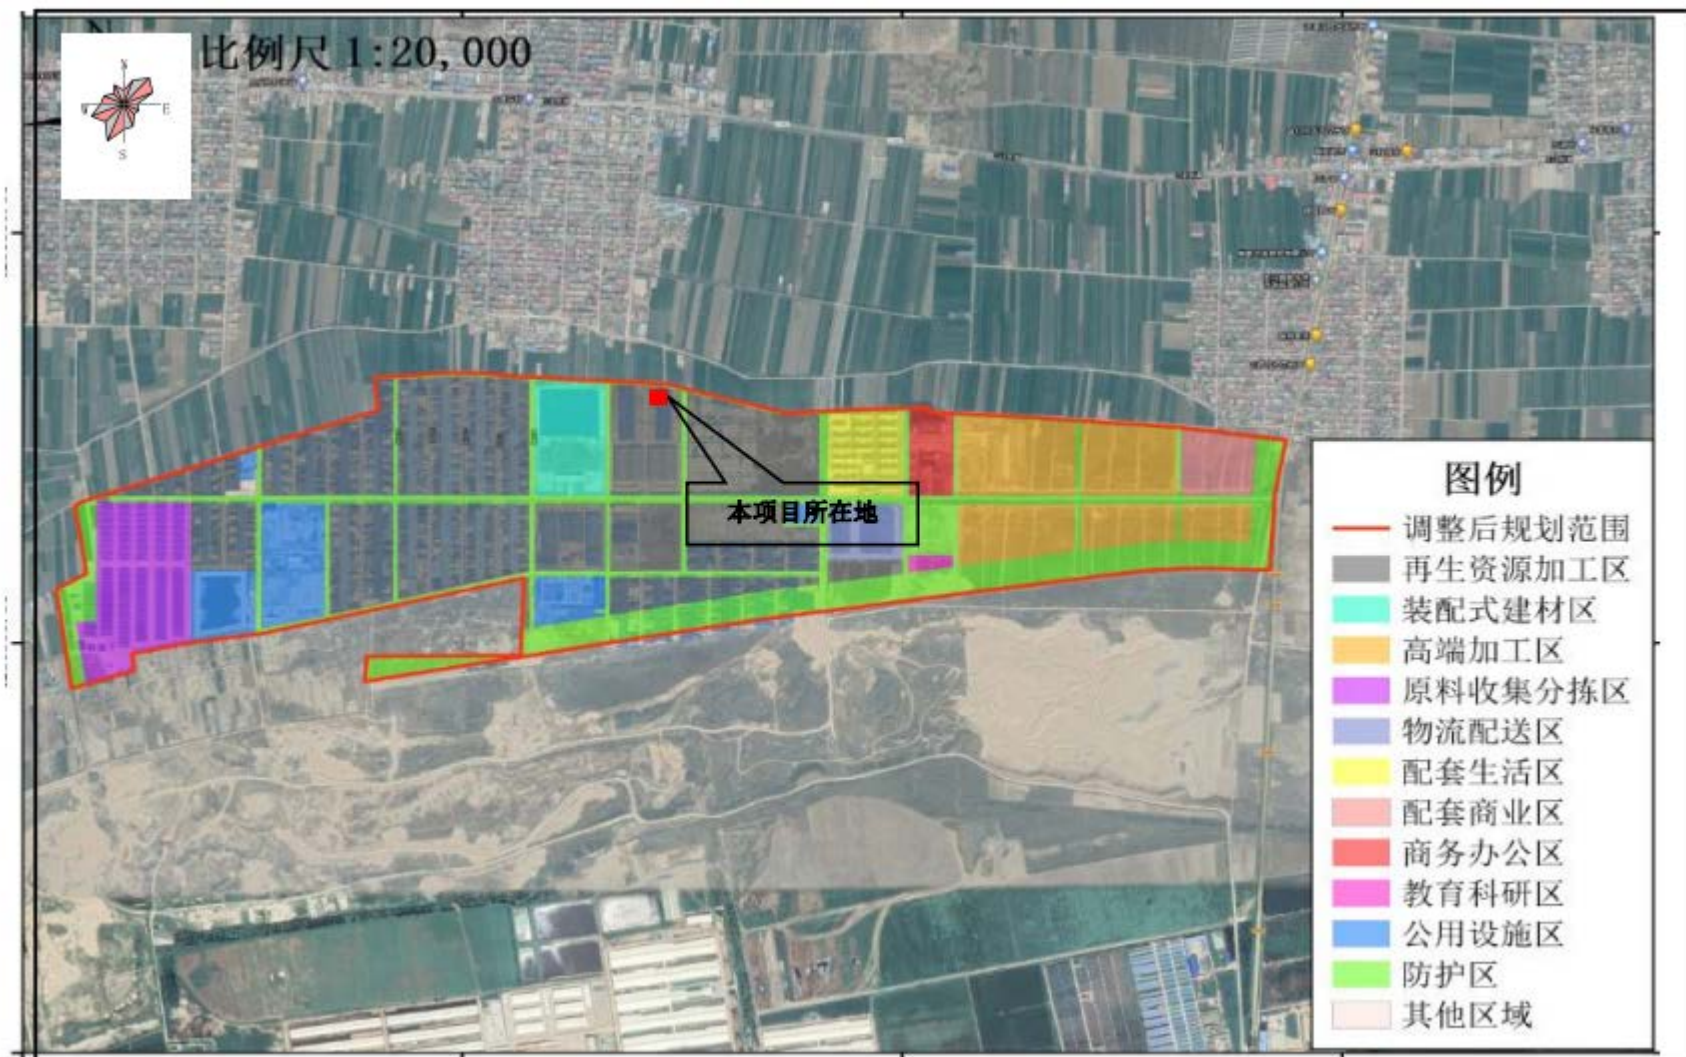 比例尺 1:20,000
N
W
E
S
本项目所在地
图例
调整后规划范围
再生资源加工区
装配式建材区
高端加工区
原料收集分拣区
物流配送区
配套生活区
配套商业区
商务办公区
教育科研区
公用设施区
防护区
其他区域